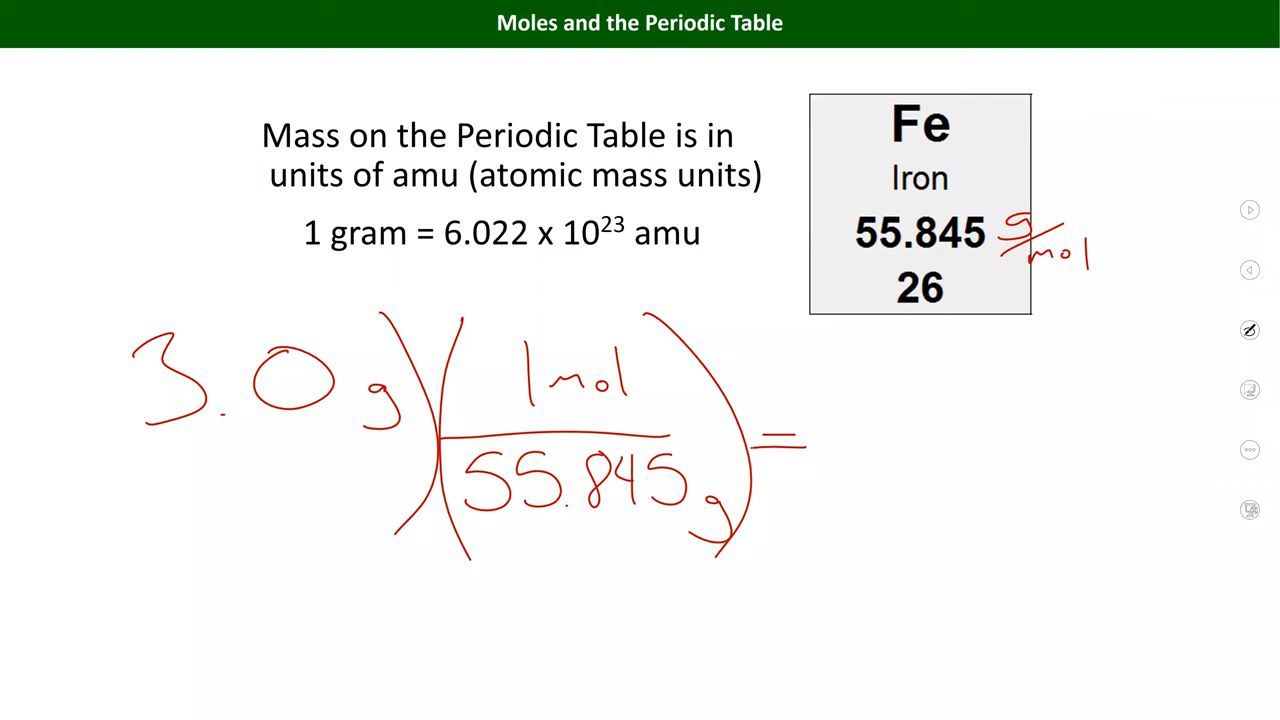 Moles and the Periodic Table
Mass on the Periodic Table is in
units of amu (atomic mass units)
1 gram = 6.022 x 10²³ amu
Fe
Iron
55.845 g/mol
26
3.0 g) (1 mol / 55.845 g) =